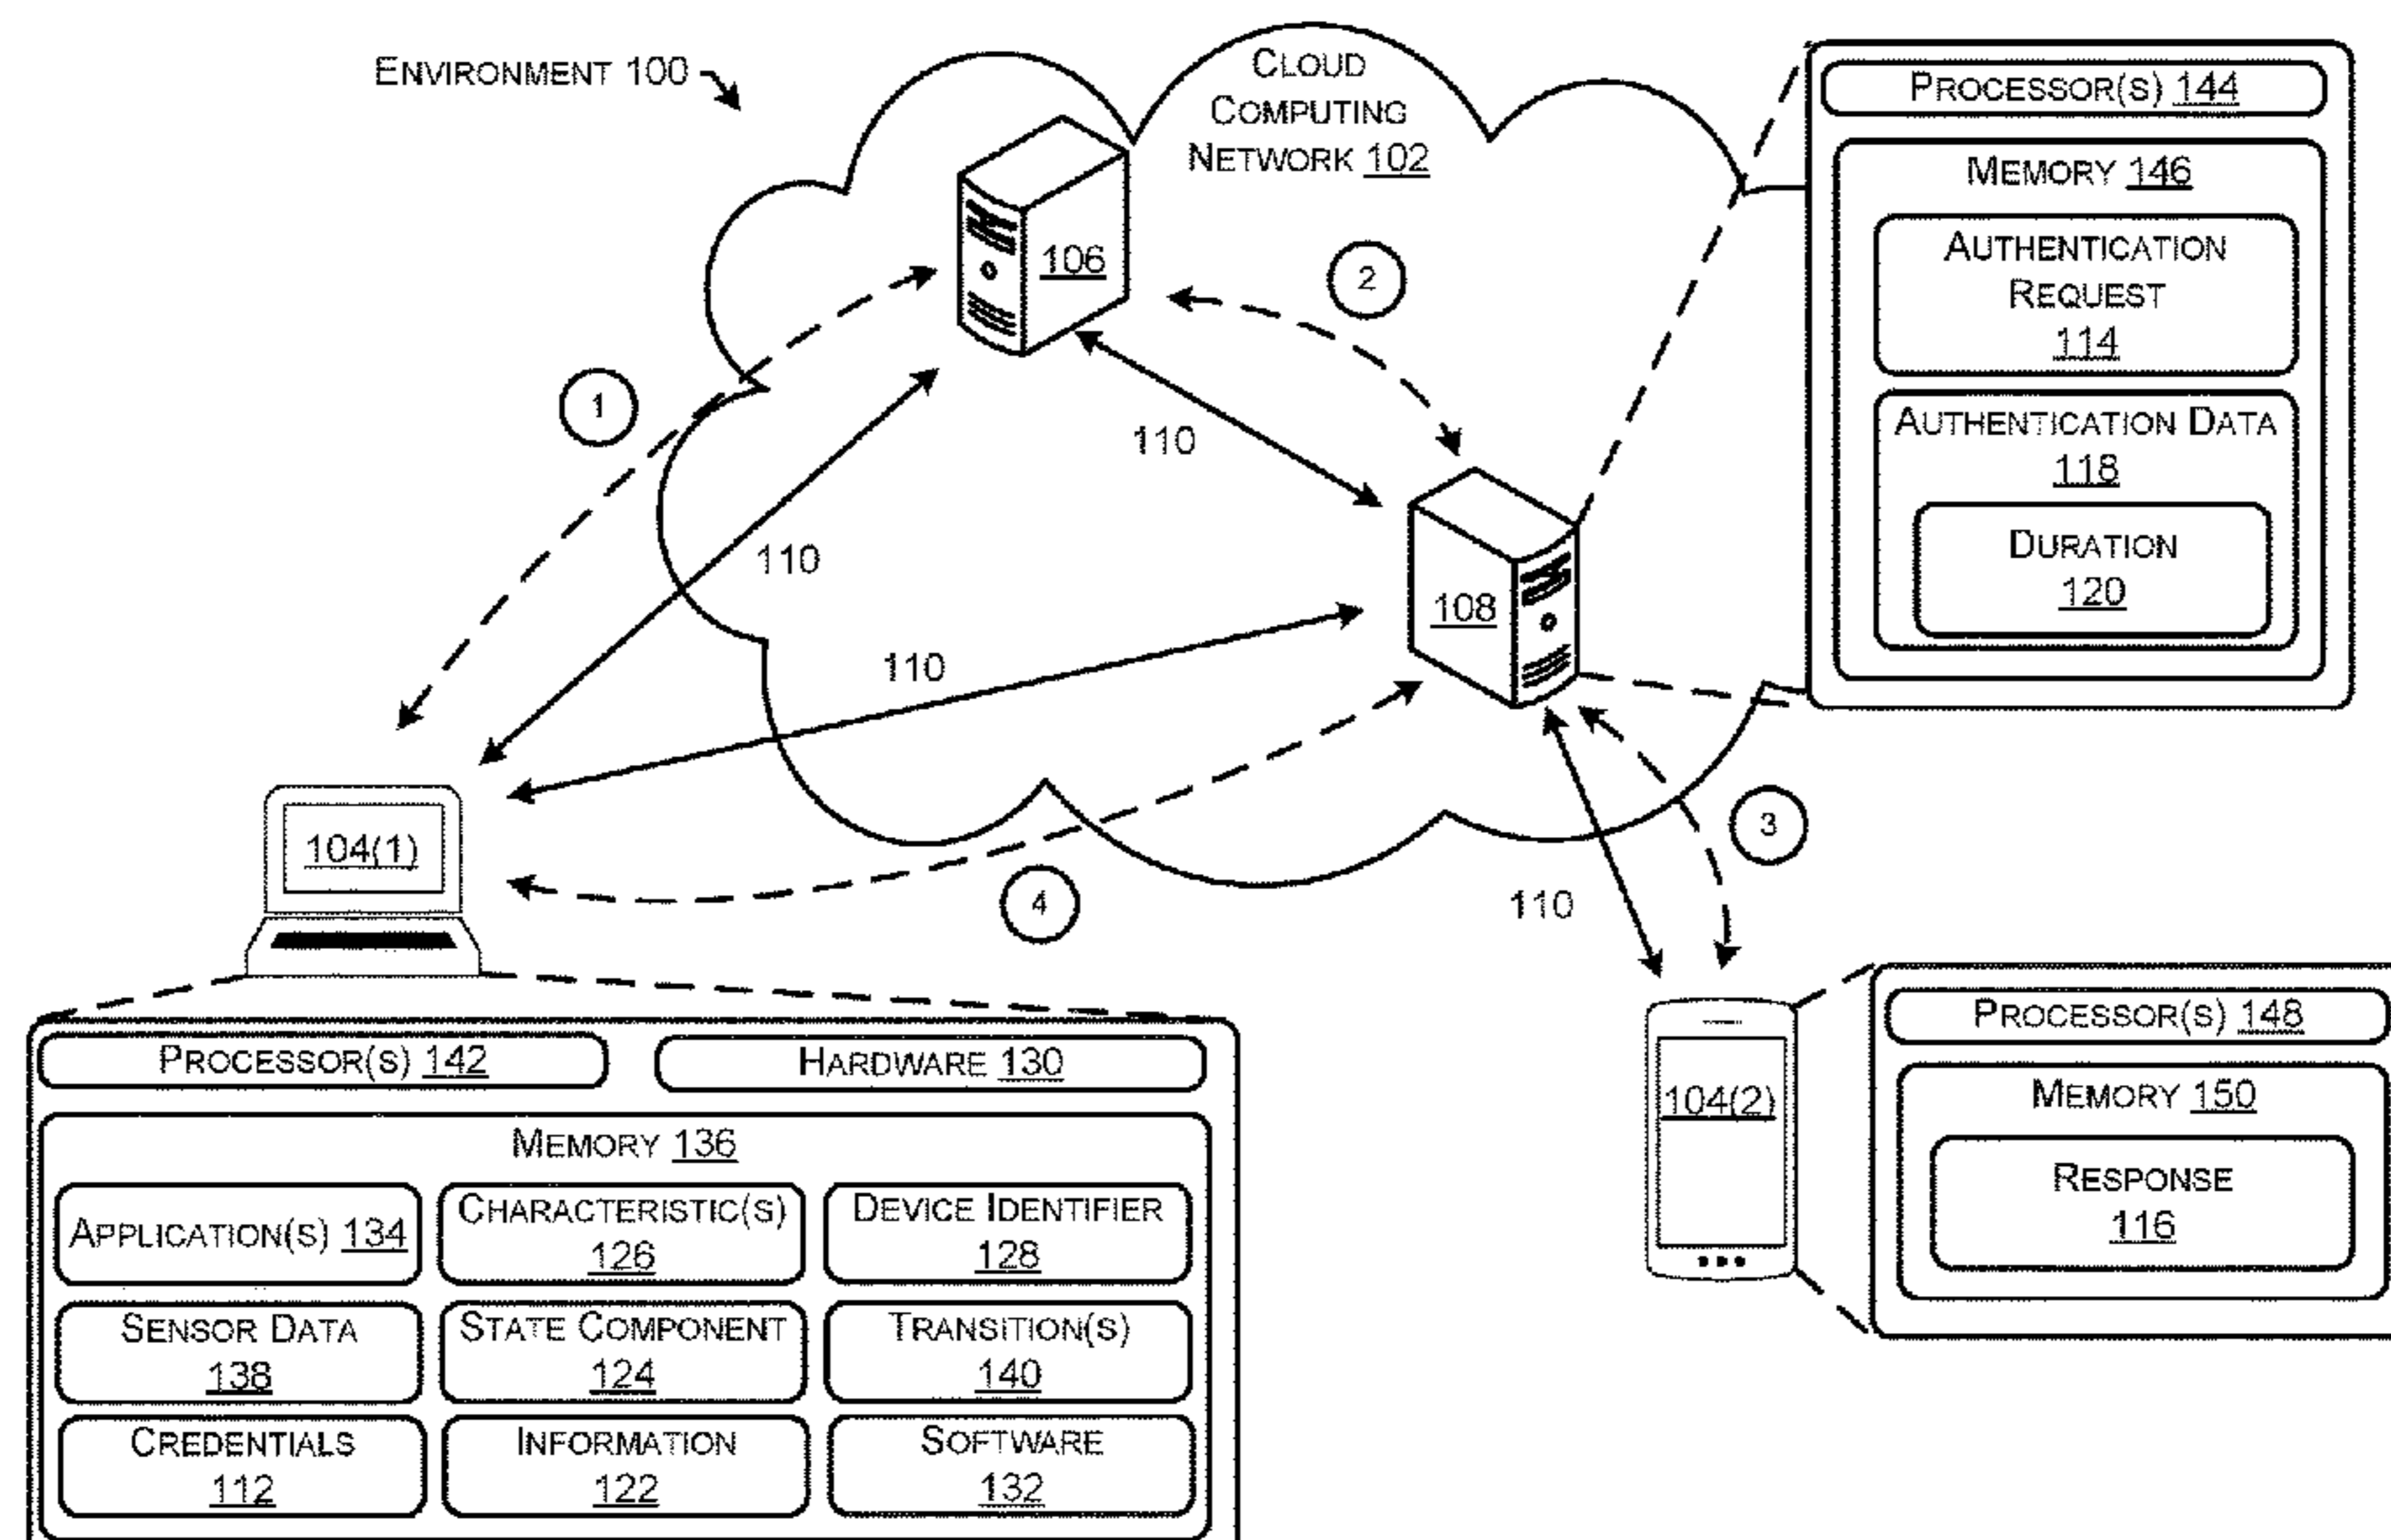 ENVIRONMENT 100
CLOUD
COMPUTING
NETWORK 102
PROCESSOR(S) 144
MEMORY 146
AUTHENTICATION
REQUEST
114
AUTHENTICATION DATA
118
DURATION
120
106
2
1
110
110
108
110
104(1)
4
3
110
PROCESSOR(S) 142
HARDWARE 130
MEMORY 136
APPLICATION(S) 134
CHARACTERISTIC(S)
126
DEVICE IDENTIFIER
128
SENSOR DATA
138
STATE COMPONENT
124
TRANSITION(S)
140
CREDENTIALS
112
INFORMATION
122
SOFTWARE
132
104(2)
PROCESSOR(S) 148
MEMORY 150
RESPONSE
116